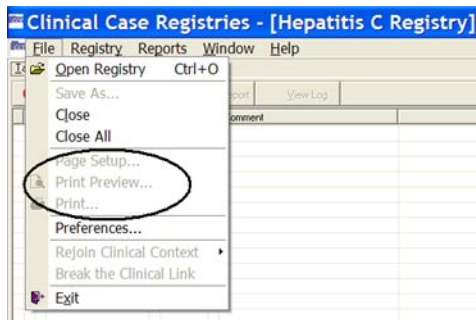 Clinical Case Registries - [Hepatitis C Registry]
File Registry Reports Window Help
Open Registry Ctrl+O
Save As...
Close
Close All
View Log
Comment
Page Setup...
Print Preview...
Print...
Preferences...
Rejoin Clinical Context
Break the Clinical Link
Exit